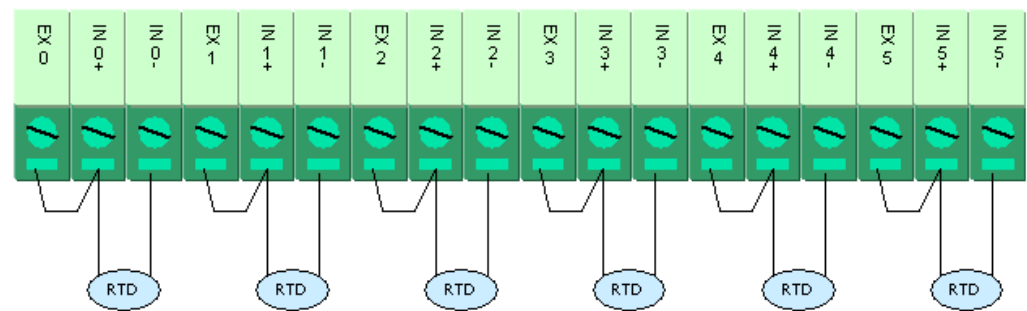 EX 0
IN 0+
IN 0-
EX 1
IN 1+
IN 1-
EX 2
IN 2+
IN 2-
EX 3
IN 3+
IN 3-
EX 4
IN 4+
IN 4-
EX 5
IN 5+
IN 5-
RTD
RTD
RTD
RTD
RTD
RTD